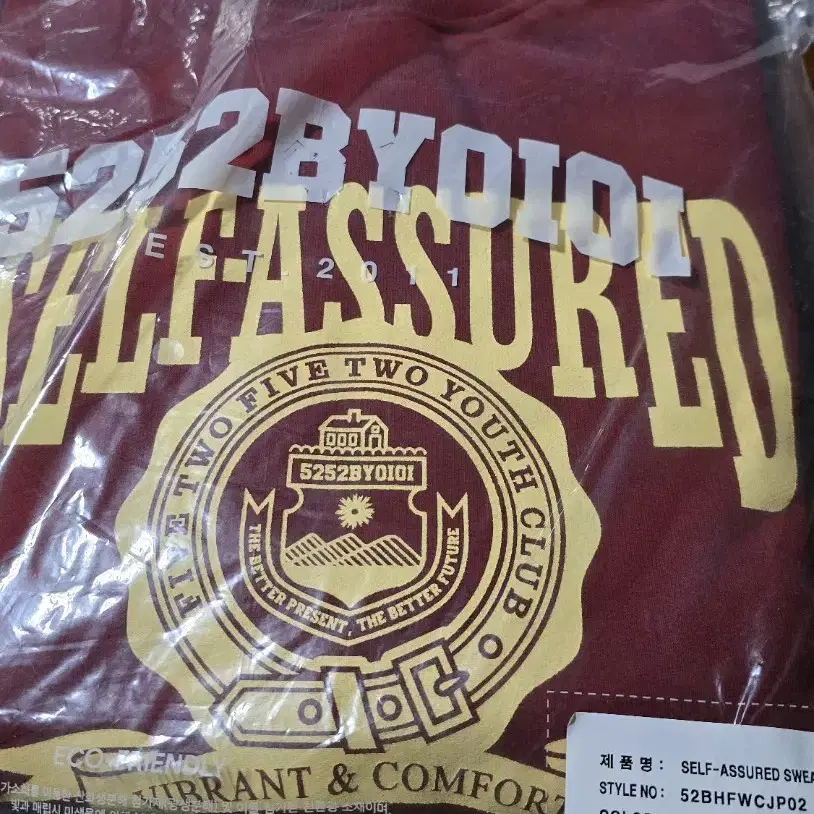 5252BYOIOI
EST 2011
SELF-ASSURED
FIVE TWO FIVE TWO YOUTH CLUB
5252BYOIOI
THE BETTER PRESENT, THE BETTER FUTURE
ECO-FRIENDLY
VIBRANT & COMFORT
제 품 명 : SELF-ASSURED SWEA
STYLE NO : 52BHFWCJP02